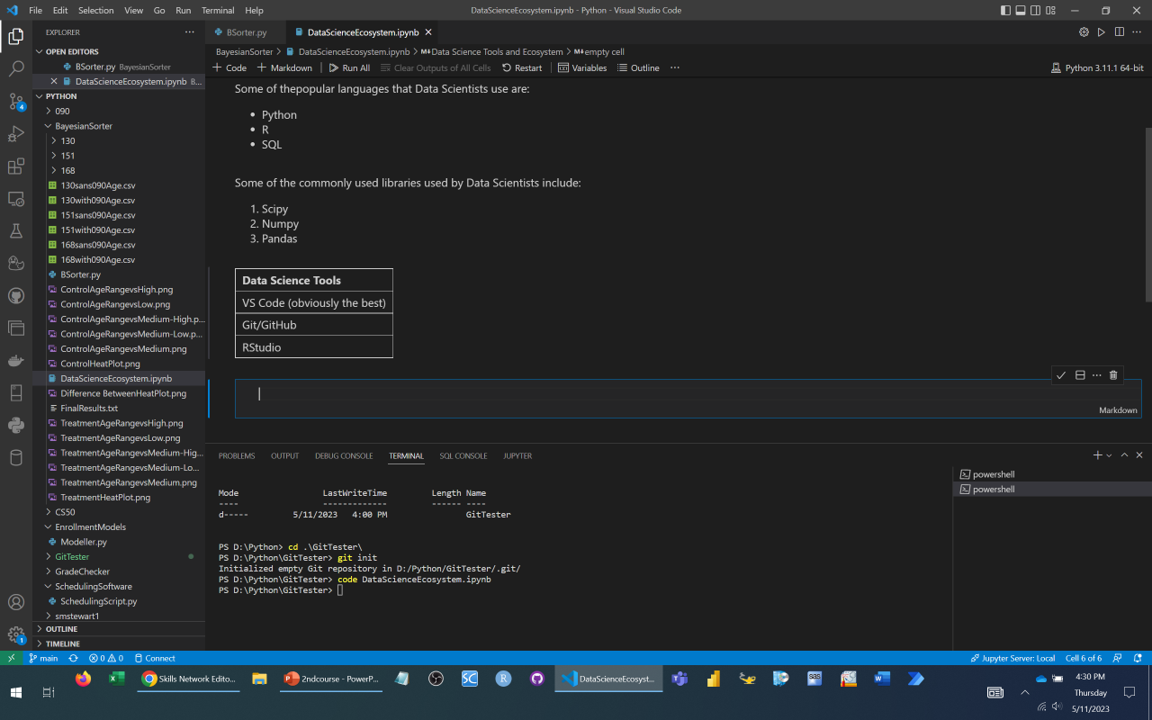 File Edit Selection View Go Run Terminal Help
DataScienceEcosystem.ipynb - Python - Visual Studio Code
EXPLORER
OPEN EDITORS
BSorter.py BayesianSorter
DataScienceEcosystem.ipynb B...
PYTHON
090
BayesianSorter
130
151
168
130sans090Age.csv
130with090Age.csv
151sans090Age.csv
151with090Age.csv
168sans090Age.csv
168with090Age.csv
BSorter.py
ControlAgeRangevsHigh.png
ControlAgeRangevsLow.png
ControlAgeRangevsMedium-High.p...
ControlAgeRangevsMedium-Low.p...
ControlAgeRangevsMedium.png
ControlHeatPlot.png
DataScienceEcosystem.ipynb
Difference BetweenHeatPlot.png
FinalResults.txt
TreatmentAgeRangevsHigh.png
TreatmentAgeRangevsLow.png
TreatmentAgeRangevsMedium-Hig...
TreatmentAgeRangevsMedium-Lo...
TreatmentAgeRangevsMedium.png
TreatmentHeatPlot.png
CS50
EnrollmentModels
Modeller.py
GitTester
GradeChecker
SchedulingSoftware
SchedulingScript.py
smstewart1
OUTLINE
TIMELINE
BSorter.py
DataScienceEcosystem.ipynb
BayesianSorter > DataScienceEcosystem.ipynb > M↓Data Science Tools and Ecosystem > M↓empty cell
+ Code + Markdown Run All Clear Outputs of All Cells Restart Variables Outline ...
Python 3.11.1 64-bit
Some of thepopular languages that Data Scientists use are:
• Python
• R
• SQL
Some of the commonly used libraries used by Data Scientists include:
1. Scipy
2. Numpy
3. Pandas
Data Science Tools
VS Code (obviously the best)
Git/GitHub
RStudio
Markdown
PROBLEMS OUTPUT DEBUG CONSOLE TERMINAL SQL CONSOLE JUPYTER
Mode LastWriteTime Length Name
---- ------------- ------ ----
d----- 5/11/2023 4:00 PM GitTester
PS D:\Python> cd .\GitTester\
PS D:\Python\GitTester> git init
Initialized empty Git repository in D:/Python/GitTester/.git/
PS D:\Python\GitTester> code DataScienceEcosystem.ipynb
PS D:\Python\GitTester>
powershell
powershell
main 0 0 Connect
Jupyter Server: Local Cell 6 of 6
Skills Network Edito...
2ndcourse - PowerP...
DataScienceEcosyst...
4:30 PM
Thursday
5/11/2023